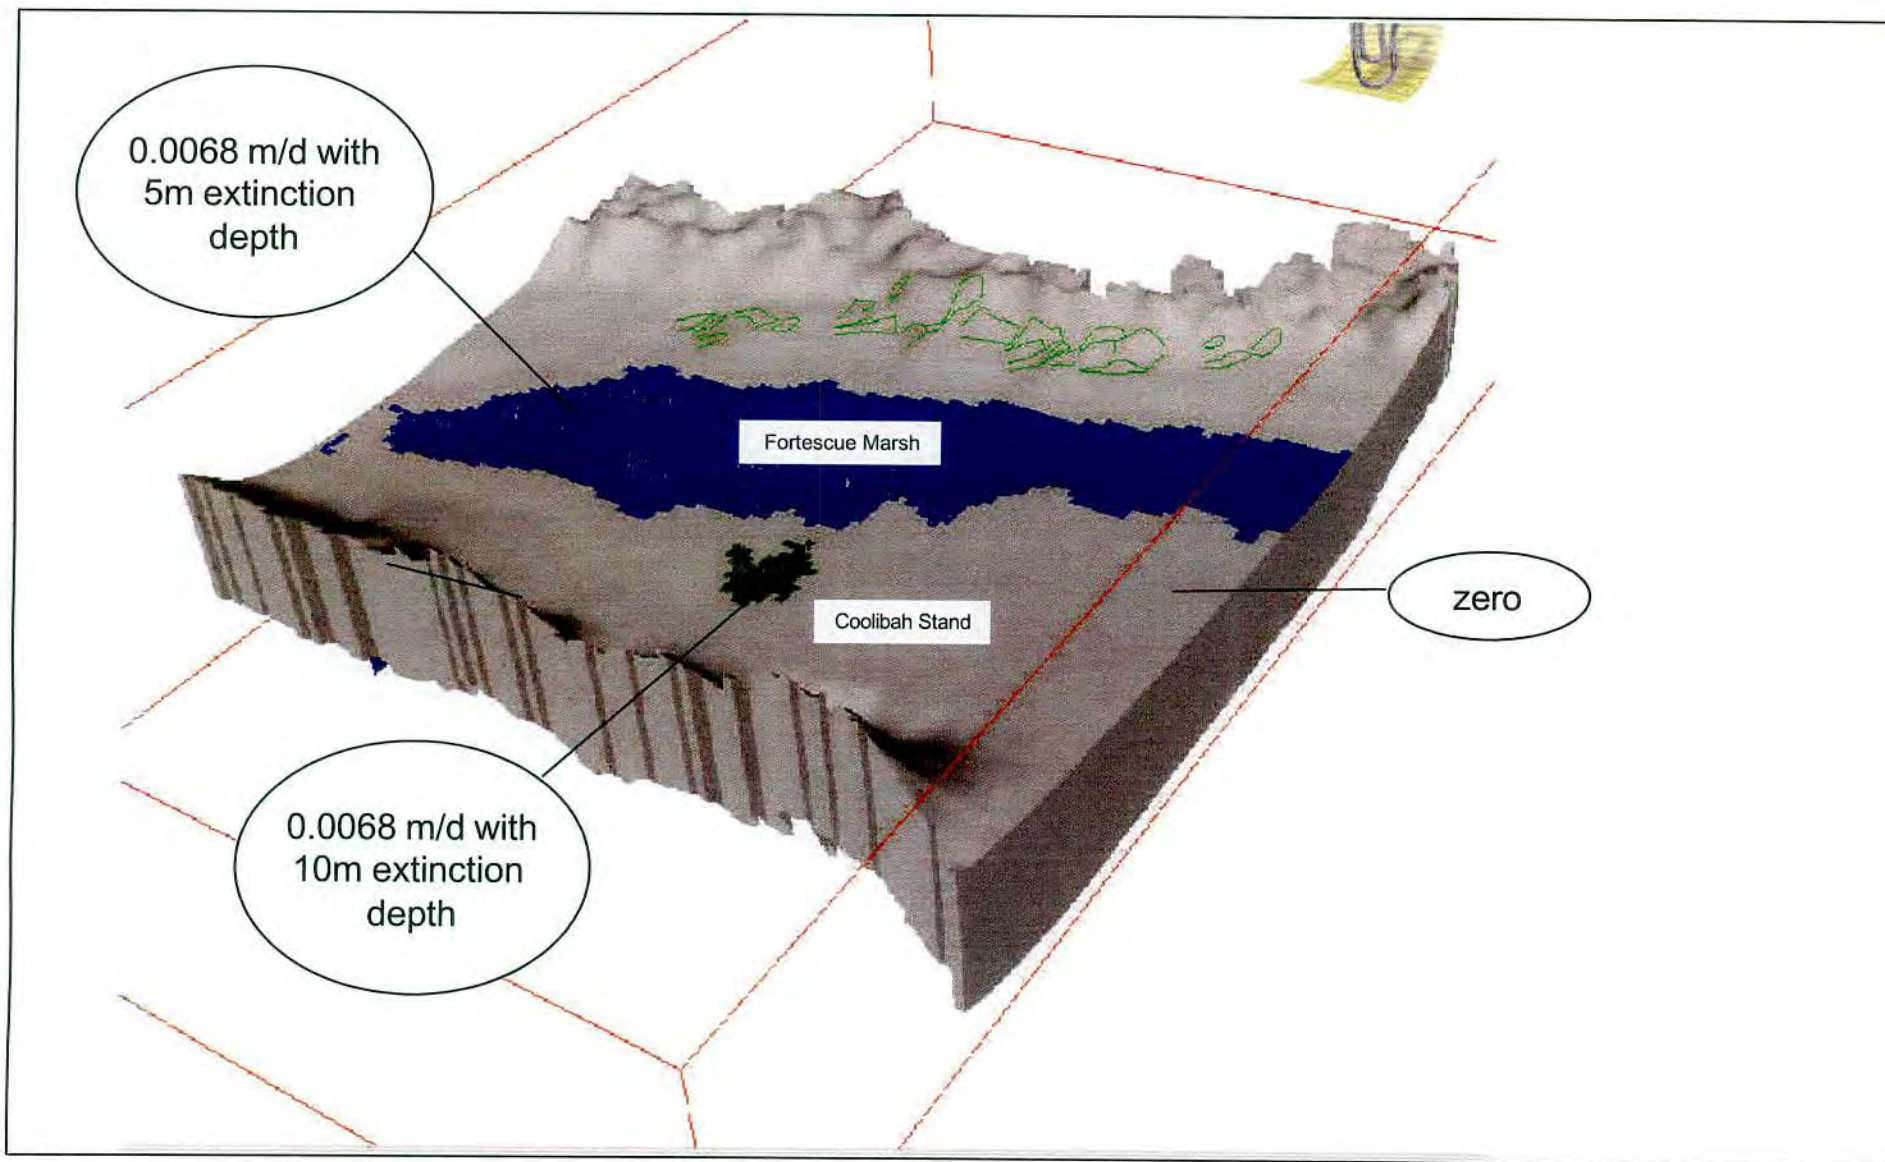 0.0068 m/d with
5m extinction
depth
Fortescue Marsh
zero
Coolibah Stand
0.0068 m/d with
10m extinction
depth